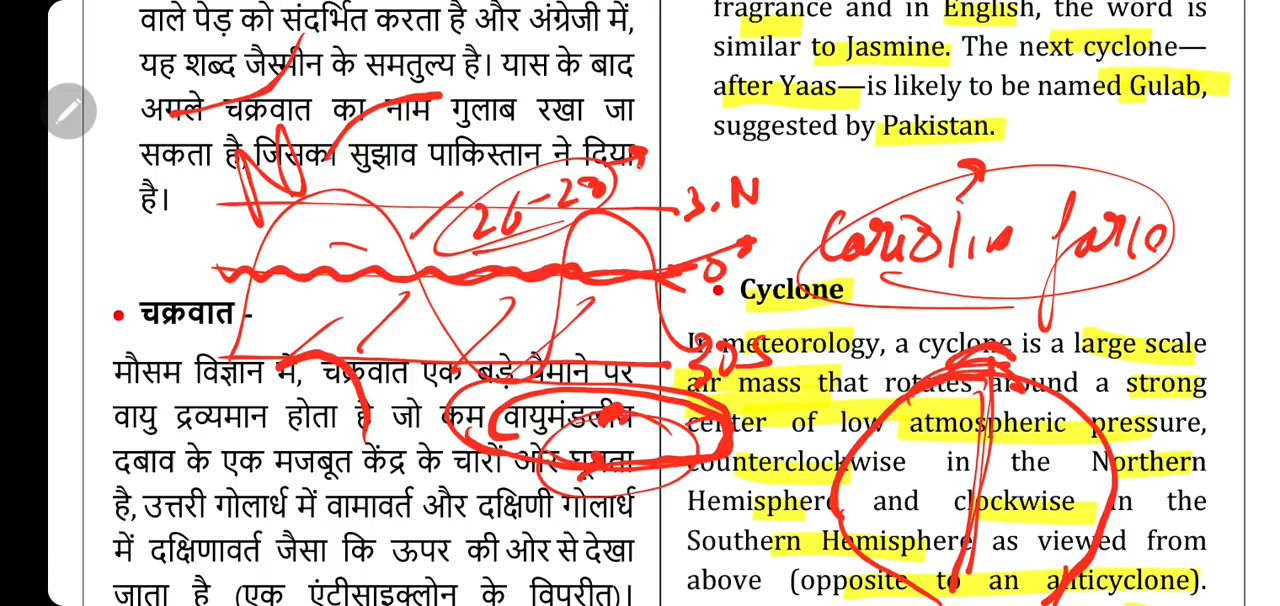 वाले पेड़ को संदर्भित करता है और अंग्रेजी में,
यह शब्द जैस्मीन के समतुल्य है। यास के बाद
अगले चक्रवात का नाम गुलाब रखा जा
सकता है, जिसका सुझाव पाकिस्तान ने दिया
है।
N
26-28
3.N
0
30S
• चक्रवात -
मौसम विज्ञान में, चक्रवात एक बड़े पैमाने पर
वायु द्रव्यमान होता है जो कम वायुमंडलीय
दबाव के एक मजबूत केंद्र के चारों ओर घूमता
है, उत्तरी गोलार्ध में वामावर्त और दक्षिणी गोलार्ध
में दक्षिणावर्त जैसा कि ऊपर की ओर से देखा
जाता है (एक एंटीसाइक्लोन के विपरीत)।
fragrance and in English, the word is
similar to Jasmine. The next cyclone—
after Yaas—is likely to be named Gulab,
suggested by Pakistan.
• Cyclone
In meteorology, a cyclone is a large scale
air mass that rotates around a strong
center of low atmospheric pressure,
counterclockwise in the Northern
Hemisphere and clockwise in the
Southern Hemisphere as viewed from
above (opposite to an anticyclone).